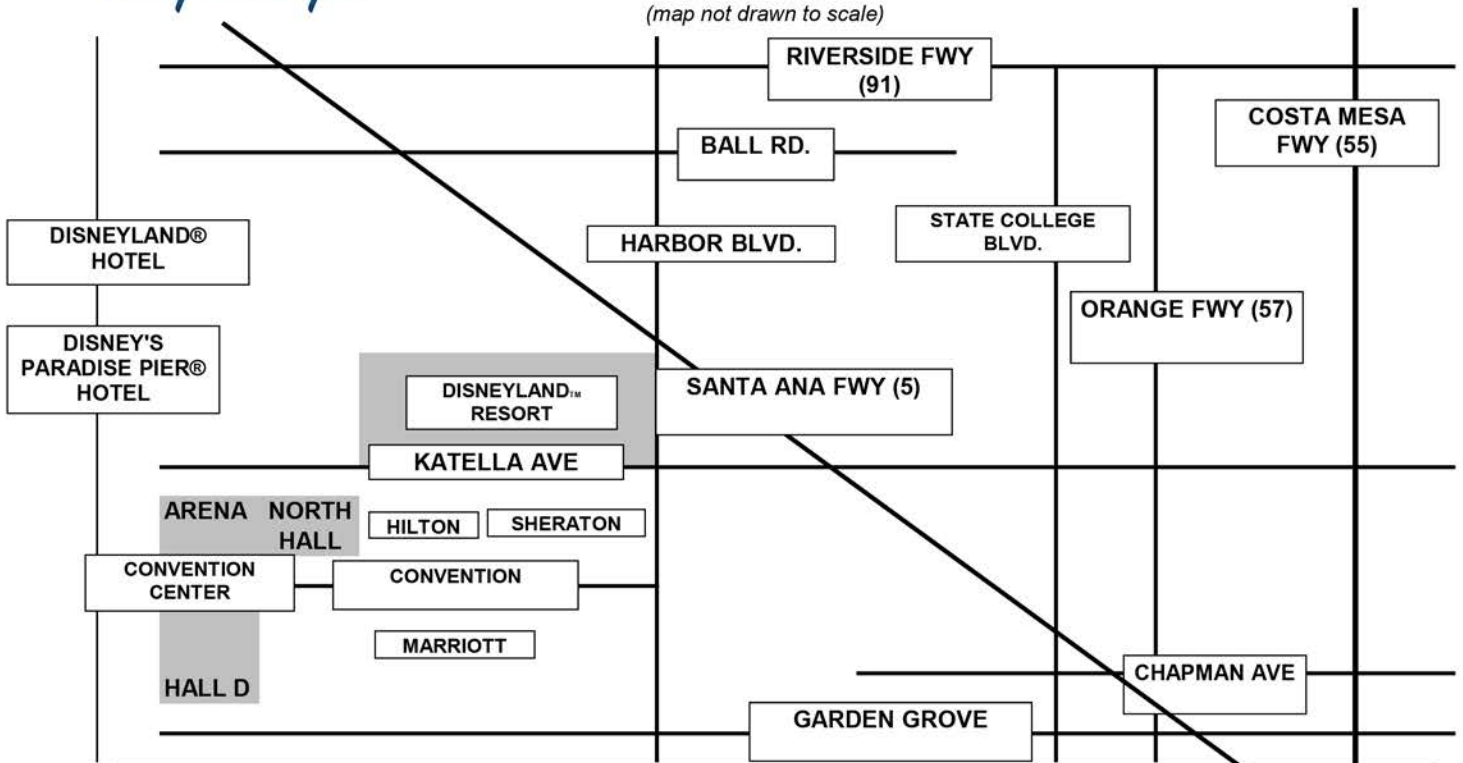 (map not drawn to scale)
RIVERSIDE FWY
(91)
COSTA MESA
FWY (55)
BALL RD.
STATE COLLEGE
BLVD.
DISNEYLAND®
HOTEL
HARBOR BLVD.
ORANGE FWY (57)
DISNEY'S
PARADISE PIER®
HOTEL
DISNEYLAND™
RESORT
SANTA ANA FWY (5)
KATELLA AVE
ARENA
NORTH
HALL
HILTON
SHERATON
CONVENTION
CENTER
CONVENTION
MARRIOTT
CHAPMAN AVE
HALL D
GARDEN GROVE